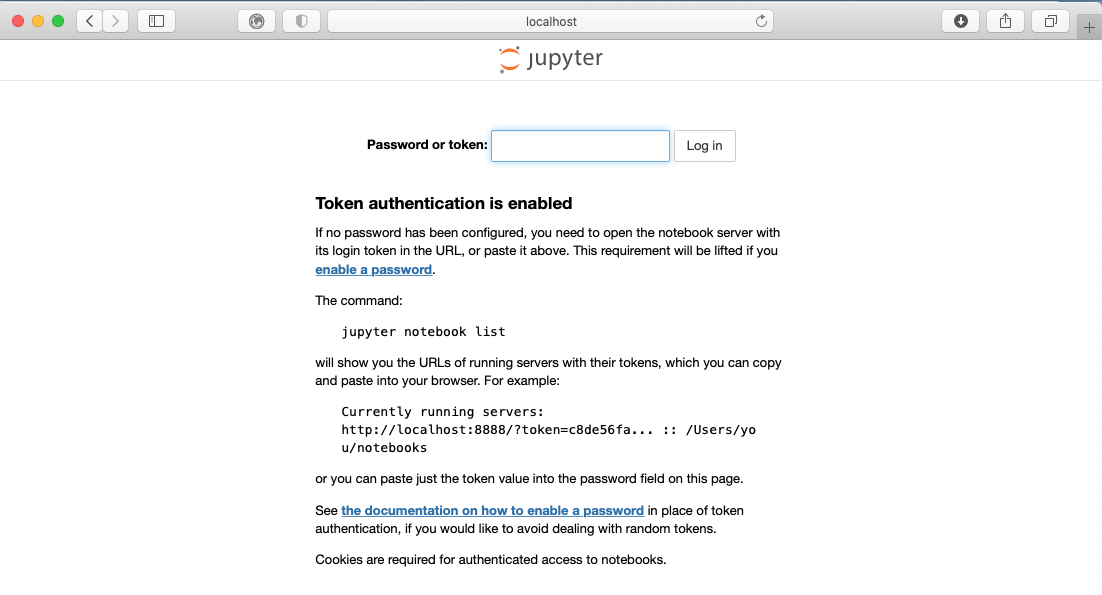 localhost
jupyter
Password or token:
Log in
Token authentication is enabled
If no password has been configured, you need to open the notebook server with
its login token in the URL, or paste it above. This requirement will be lifted if you
enable a password.
The command:
jupyter notebook list
will show you the URLs of running servers with their tokens, which you can copy
and paste into your browser. For example:
Currently running servers:
http://localhost:8888/?token=c8de56fa... :: /Users/yo
u/notebooks
or you can paste just the token value into the password field on this page.
See the documentation on how to enable a password in place of token
authentication, if you would like to avoid dealing with random tokens.
Cookies are required for authenticated access to notebooks.